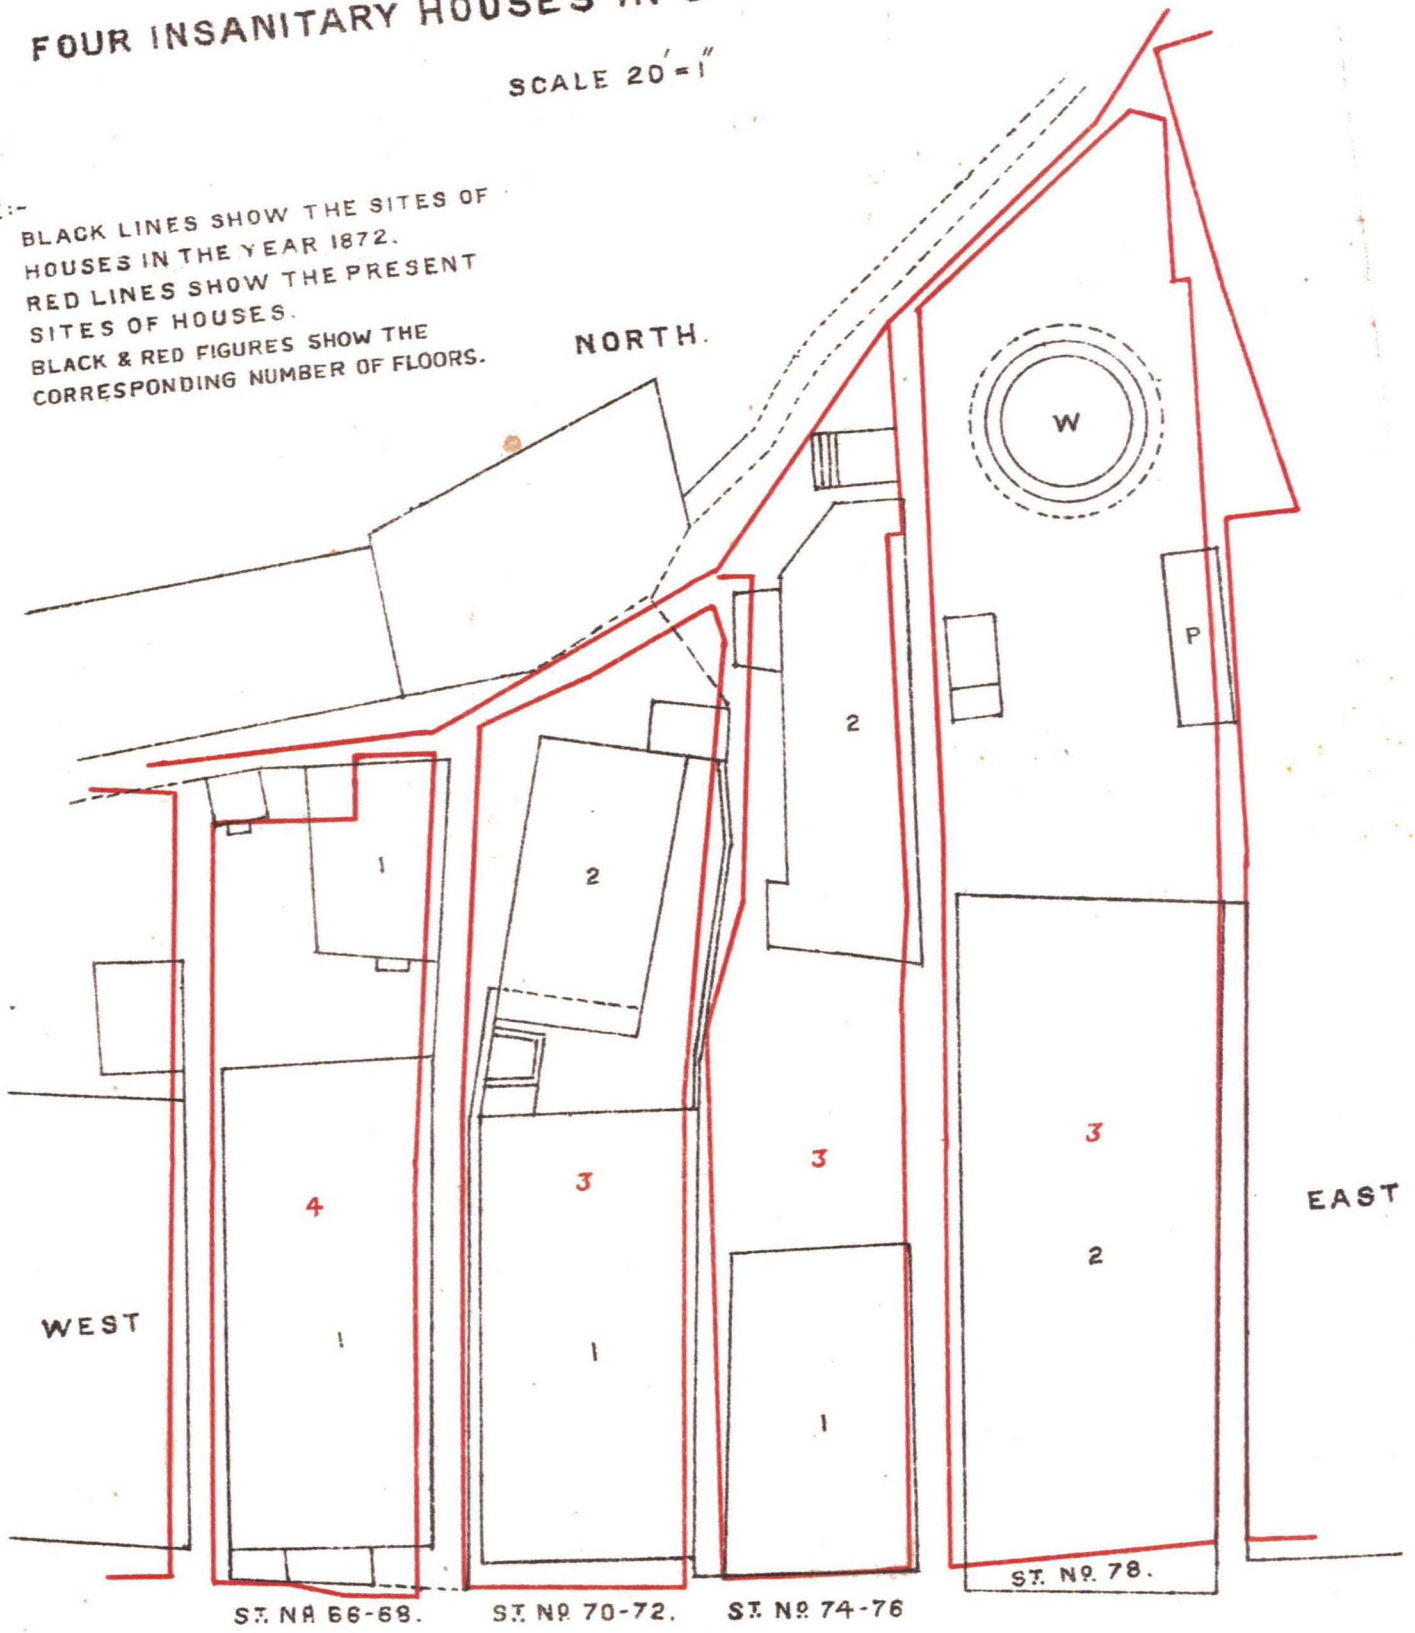 FOUR INSANITARY HOUSES IN
SCALE 20'=1"
:-
BLACK LINES SHOW THE SITES OF
HOUSES IN THE YEAR 1872.
RED LINES SHOW THE PRESENT
SITES OF HOUSES.
BLACK & RED FIGURES SHOW THE
CORRESPONDING NUMBER OF FLOORS.
NORTH.
W
P
2
1
2
3
3
3
4
EAST
2
WEST
1
1
1
ST. Nº 78.
ST. Nº 66-68.
ST. Nº 70-72.
ST. Nº 74-76